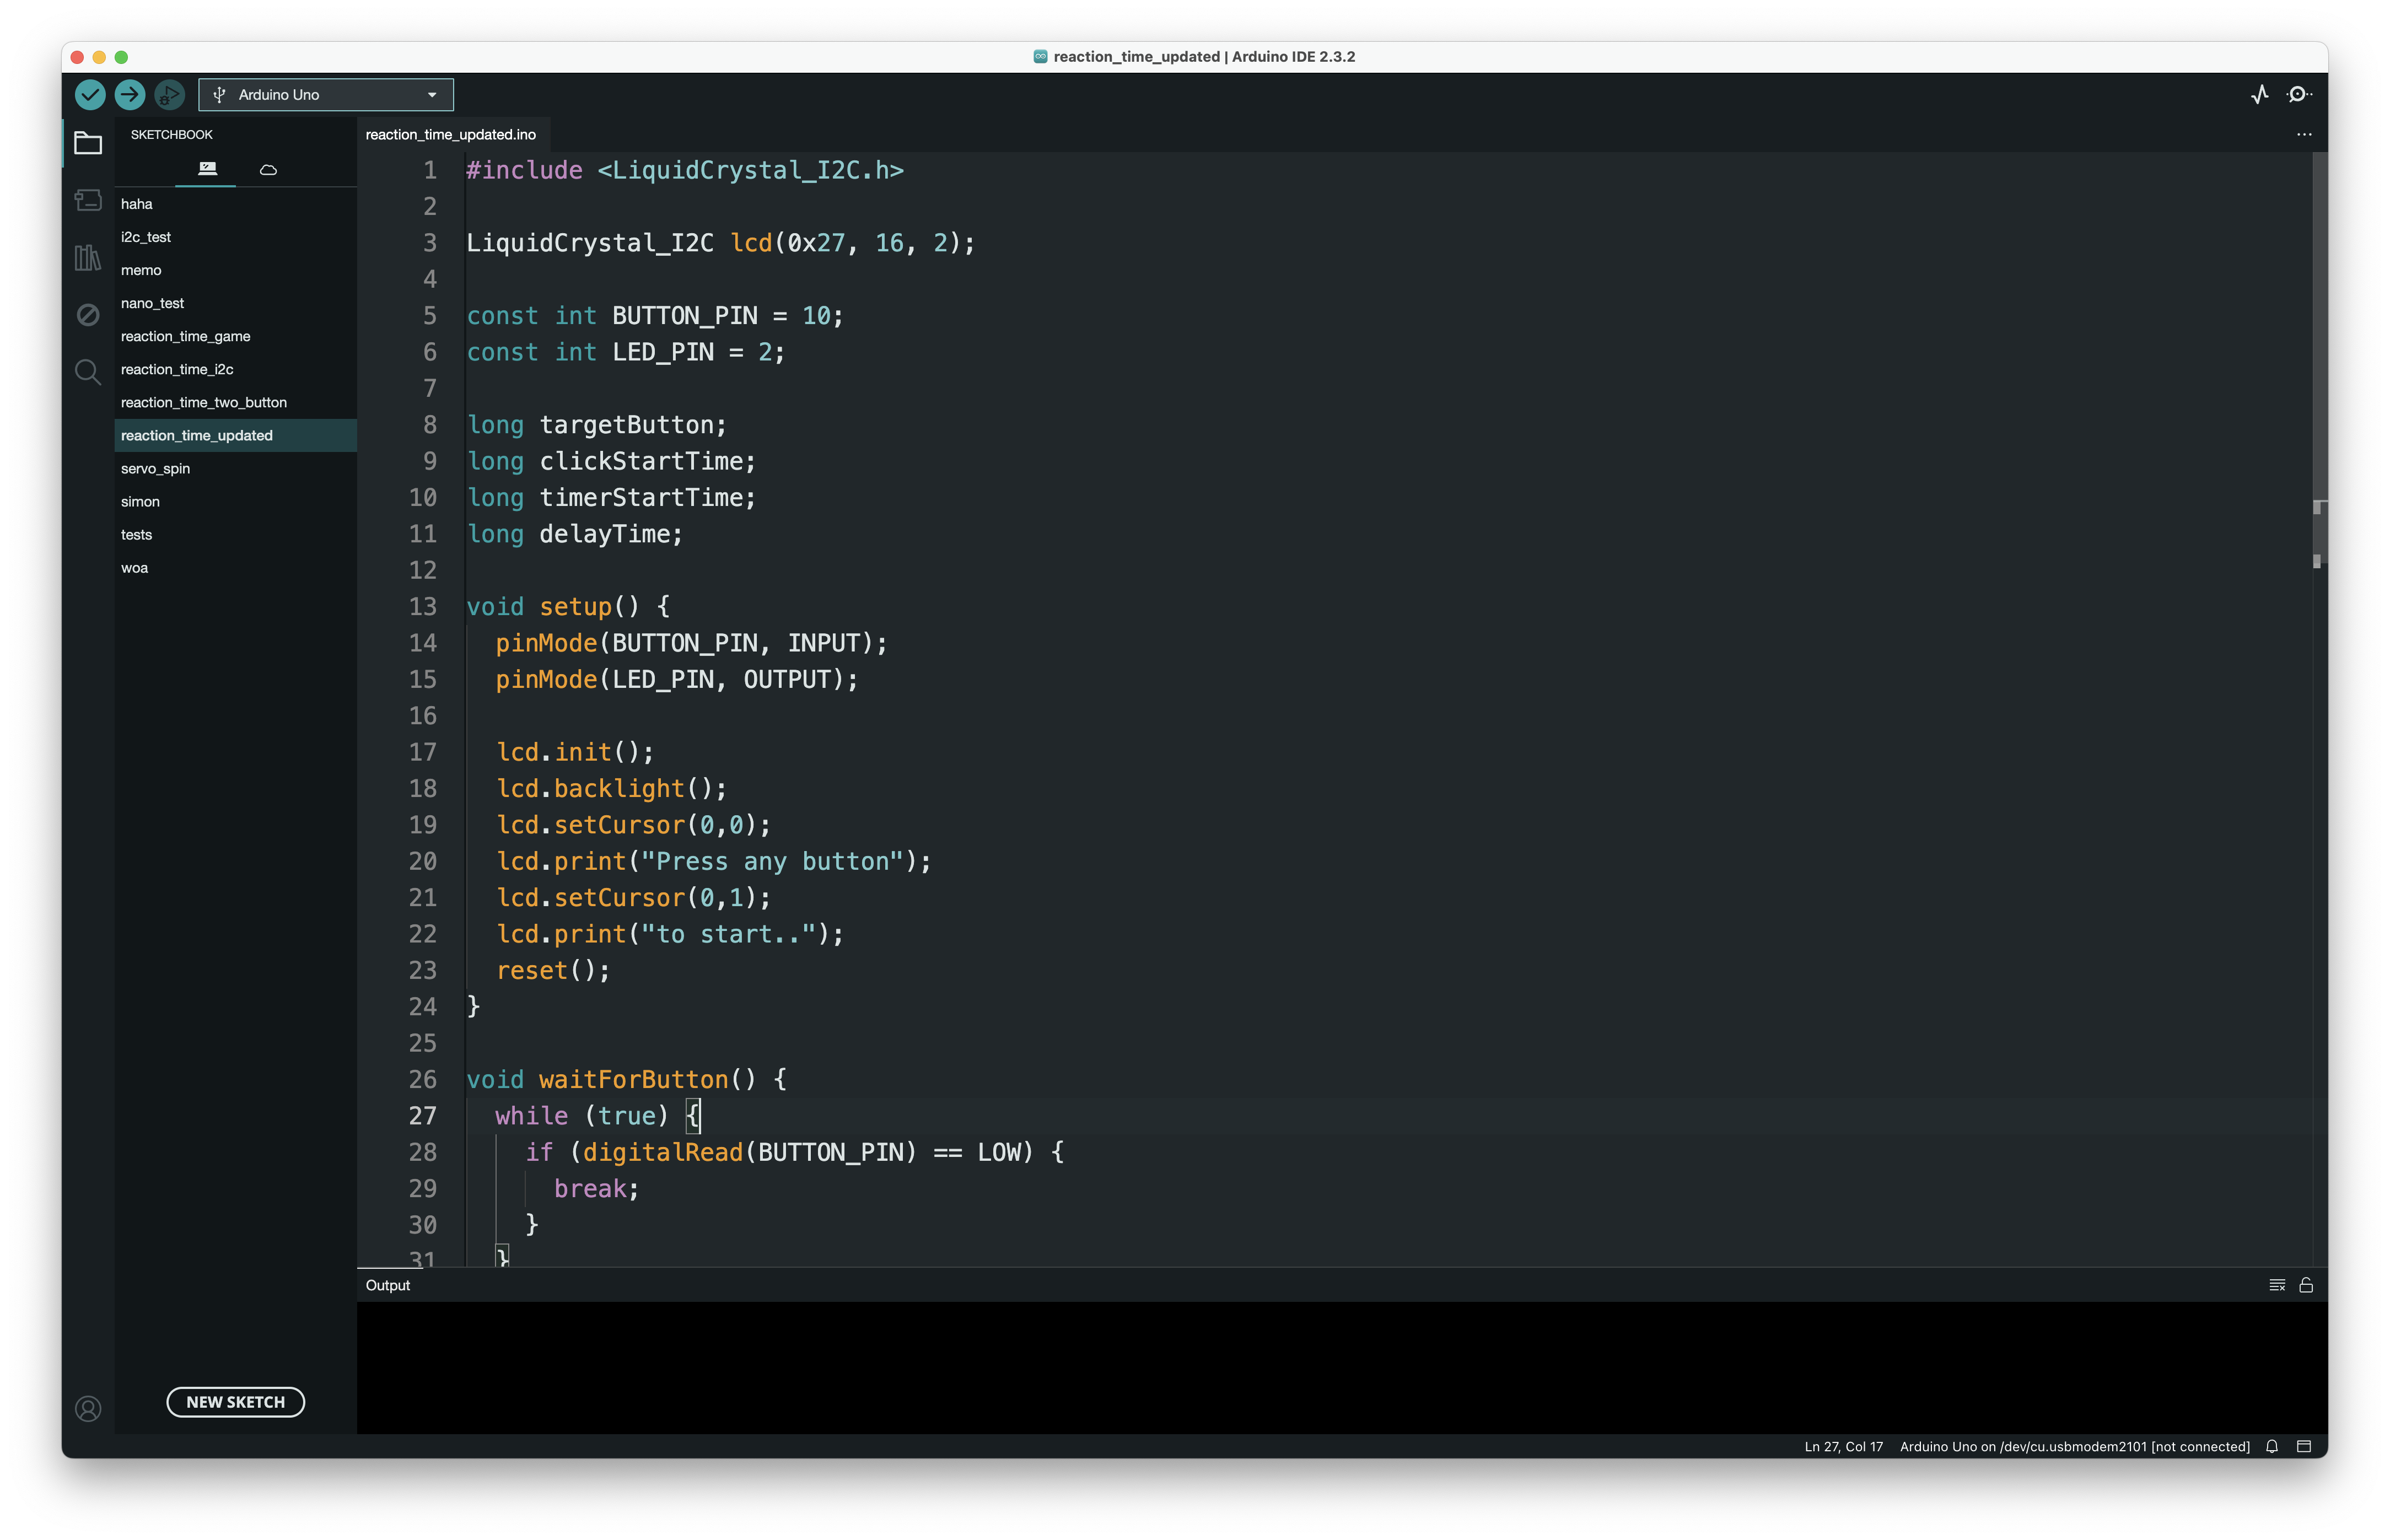 reaction_time_updated | Arduino IDE 2.3.2
Arduino Uno
SKETCHBOOK
haha
i2c_test
memo
nano_test
reaction_time_game
reaction_time_i2c
reaction_time_two_button
reaction_time_updated
servo_spin
simon
tests
woa
NEW SKETCH
reaction_time_updated.ino
1 #include <LiquidCrystal_I2C.h>
2
3 LiquidCrystal_I2C lcd(0x27, 16, 2);
4
5 const int BUTTON_PIN = 10;
6 const int LED_PIN = 2;
7
8 long targetButton;
9 long clickStartTime;
10 long timerStartTime;
11 long delayTime;
12
13 void setup() {
14   pinMode(BUTTON_PIN, INPUT);
15   pinMode(LED_PIN, OUTPUT);
16
17   lcd.init();
18   lcd.backlight();
19   lcd.setCursor(0,0);
20   lcd.print("Press any button");
21   lcd.setCursor(0,1);
22   lcd.print("to start..");
23   reset();
24 }
25
26 void waitForButton() {
27   while (true) {
28     if (digitalRead(BUTTON_PIN) == LOW) {
29       break;
30     }
31   }
Output
Ln 27, Col 17 Arduino Uno on /dev/cu.usbmodem2101 [not connected]